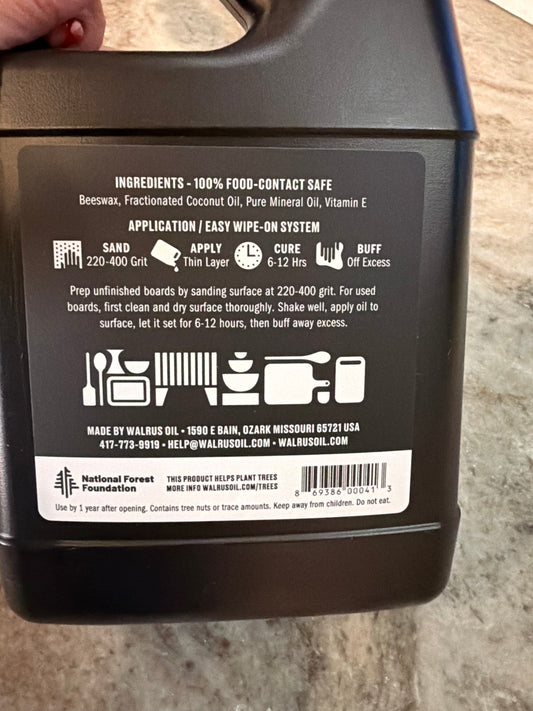 INGREDIENTS - 100% FOOD-CONTACT SAFE
Beeswax, Fractionated Coconut Oil, Pure Mineral Oil, Vitamin E
APPLICATION / EASY WIPE-ON SYSTEM
SAND
220-400 Grit
APPLY
Thin Layer
CURE
6-12 Hrs
BUFF
Off Excess
Prep unfinished boards by sanding surface at 220-400 grit. For used
boards, first clean and dry surface thoroughly. Shake well, apply oil to
surface, let it set for 6-12 hours, then buff away excess.
MADE BY WALRUS OIL • 1590 E BAIN, OZARK MISSOURI 65721 USA
417-773-9919 • HELP@WALRUSOIL.COM • WALRUSOIL.COM
National Forest
Foundation
THIS PRODUCT HELPS PLANT TREES
MORE INFO WALRUSOIL.COM/TREES
8 69386 00041 3
Use by 1 year after opening. Contains tree nuts or trace amounts. Keep away from children. Do not eat.